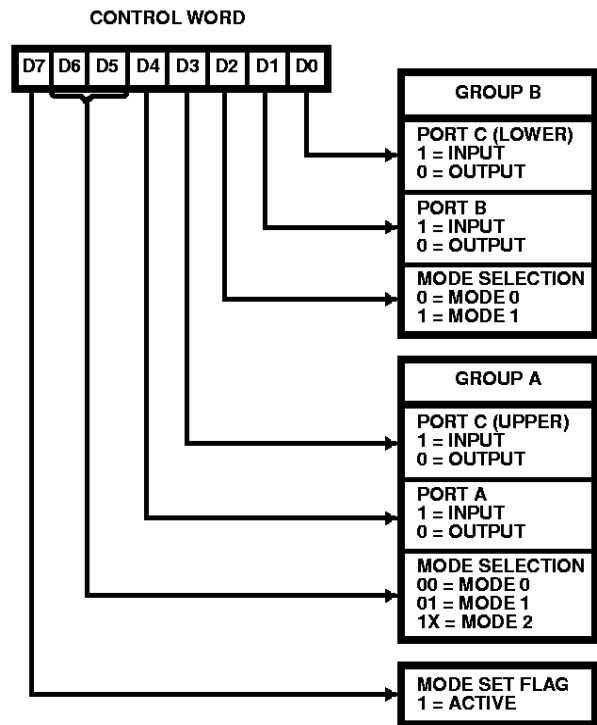 CONTROL WORD
D7 D6 D5 D4 D3 D2 D1 D0
GROUP B
PORT C (LOWER)
1 = INPUT
0 = OUTPUT
PORT B
1 = INPUT
0 = OUTPUT
MODE SELECTION
0 = MODE 0
1 = MODE 1
GROUP A
PORT C (UPPER)
1 = INPUT
0 = OUTPUT
PORT A
1 = INPUT
0 = OUTPUT
MODE SELECTION
00 = MODE 0
01 = MODE 1
1X = MODE 2
MODE SET FLAG
1 = ACTIVE